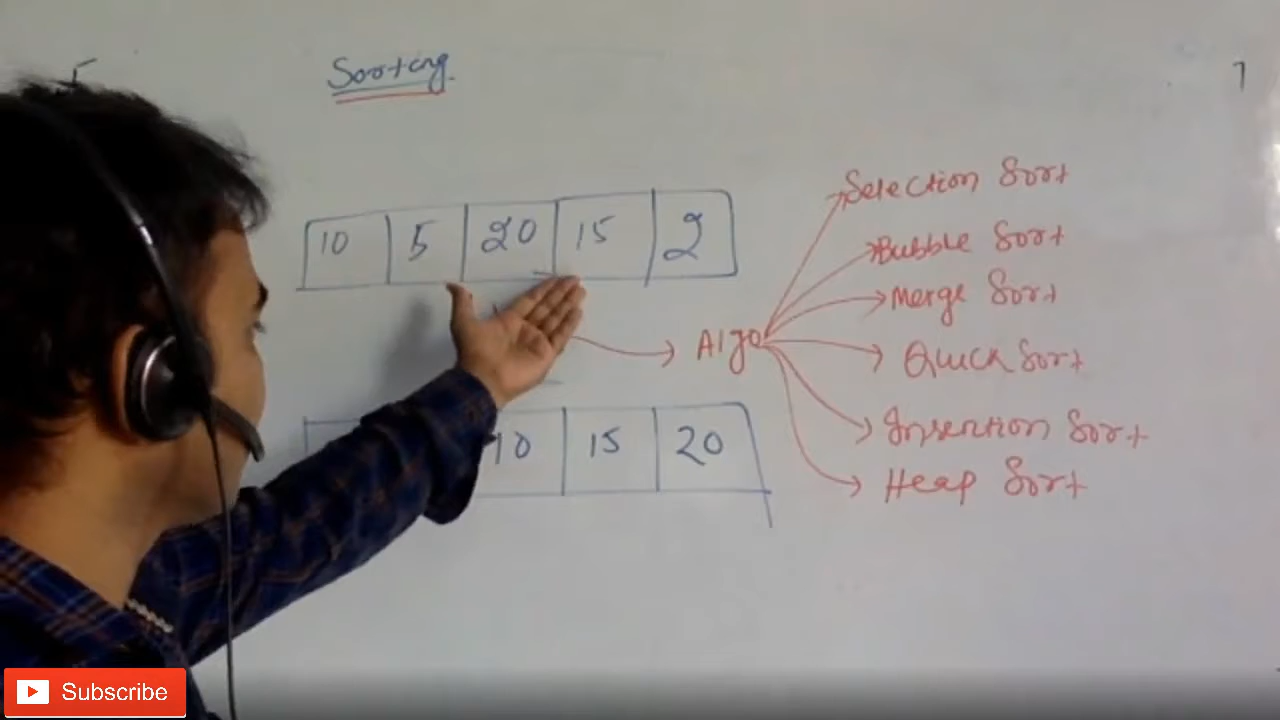 Sorting
10 5 20 15 2
Selection Sort
Bubble Sort
Merge Sort
Algo
Quick Sort
Insertion Sort
10 15 20
Heap Sort
Subscribe